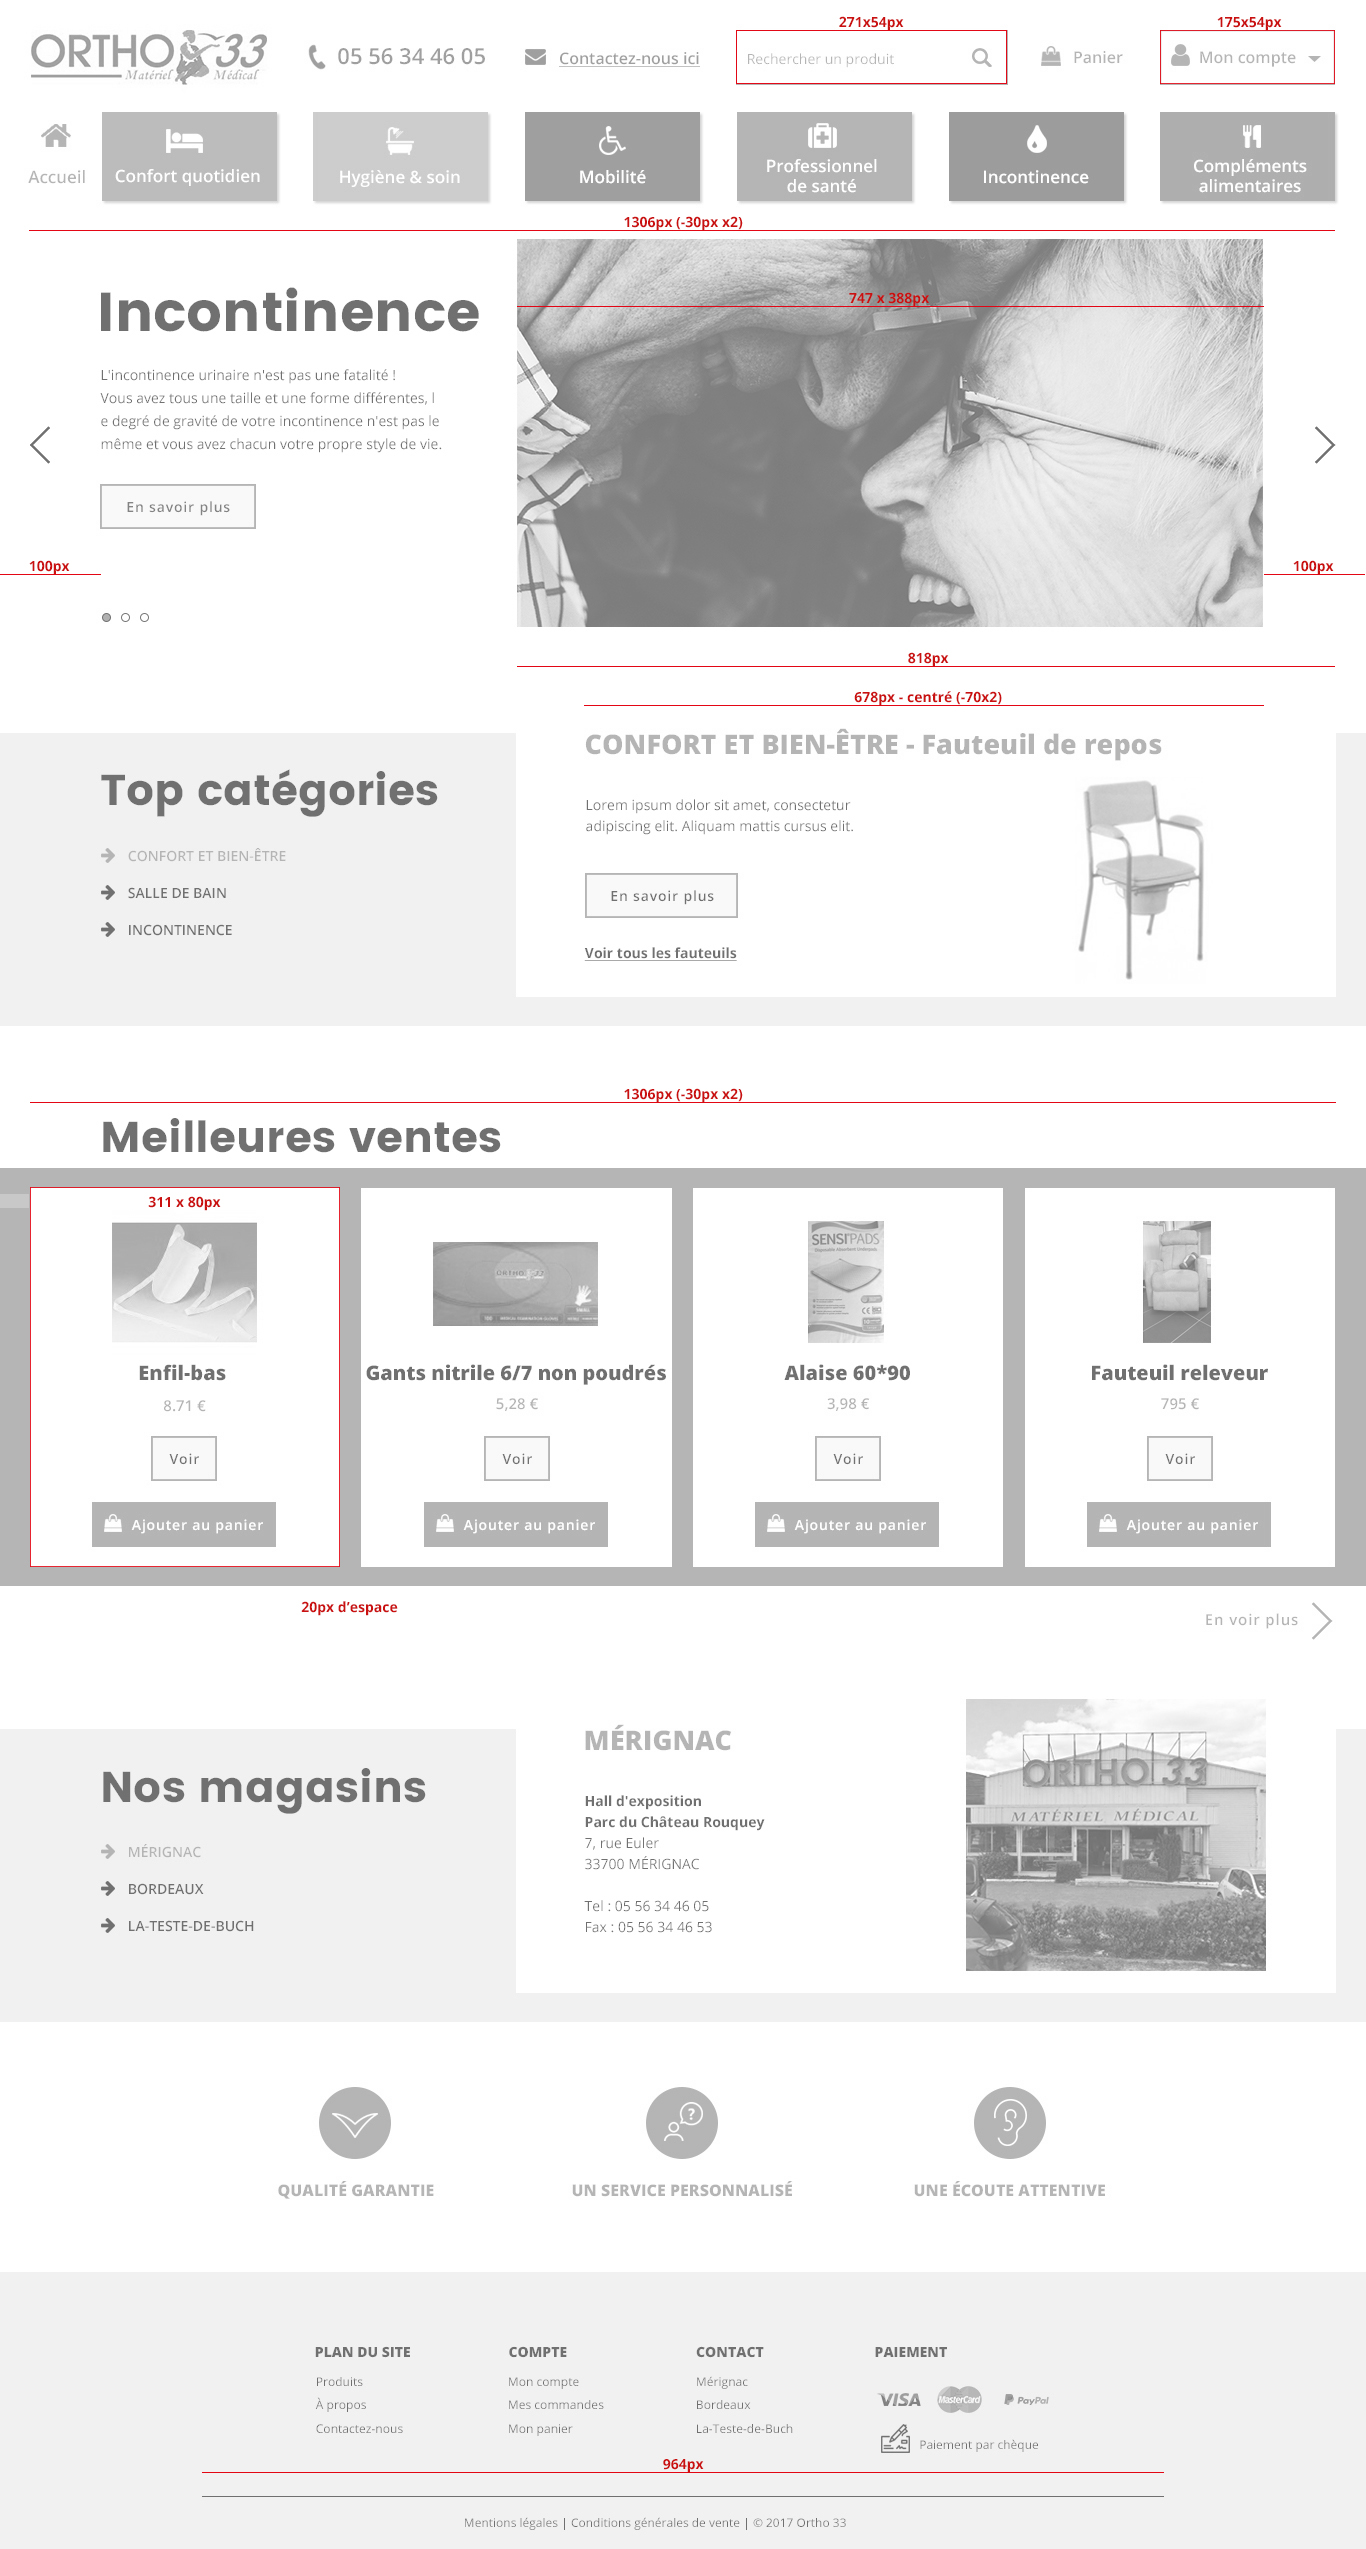 271x54px
175x54px
ORTHO 33
Matériel Médical
05 56 34 46 05
Contactez-nous ici
Rechercher un produit
Panier
Mon compte
Accueil
Confort quotidien
Hygiène & soin
Mobilité
Professionnel
de santé
Incontinence
Compléments
alimentaires
1306px (-30px x2)
747 x 388px
Incontinence
L'incontinence urinaire n'est pas une fatalité !
Vous avez tous une taille et une forme différentes, l
e degré de gravité de votre incontinence n'est pas le
même et vous avez chacun votre propre style de vie.
En savoir plus
100px
100px
818px
678px - centré (-70x2)
CONFORT ET BIEN-ÊTRE - Fauteuil de repos
Top catégories
CONFORT ET BIEN-ÊTRE
SALLE DE BAIN
INCONTINENCE
Lorem ipsum dolor sit amet, consectetur
adipiscing elit. Aliquam mattis cursus elit.
En savoir plus
Voir tous les fauteuils
1306px (-30px x2)
Meilleures ventes
311 x 80px
ORTHO 33
SENSIPADS
Enfil-bas
8.71 €
Voir
Ajouter au panier
Gants nitrile 6/7 non poudrés
5,28 €
Voir
Ajouter au panier
Alaise 60*90
3,98 €
Voir
Ajouter au panier
Fauteuil releveur
795 €
Voir
Ajouter au panier
20px d’espace
En voir plus
Nos magasins
MÉRIGNAC
BORDEAUX
LA-TESTE-DE-BUCH
MÉRIGNAC
Hall d'exposition
Parc du Château Rouquey
7, rue Euler
33700 MÉRIGNAC
Tel : 05 56 34 46 05
Fax : 05 56 34 46 53
ORTHO 33
MATÉRIEL MÉDICAL
?
QUALITÉ GARANTIE
UN SERVICE PERSONNALISÉ
UNE ÉCOUTE ATTENTIVE
PLAN DU SITE
Produits
À propos
Contactez-nous
COMPTE
Mon compte
Mes commandes
Mon panier
CONTACT
Mérignac
Bordeaux
La-Teste-de-Buch
PAIEMENT
VISA
MasterCard
PayPal
Paiement par chèque
964px
Mentions légales | Conditions générales de vente | © 2017 Ortho 33